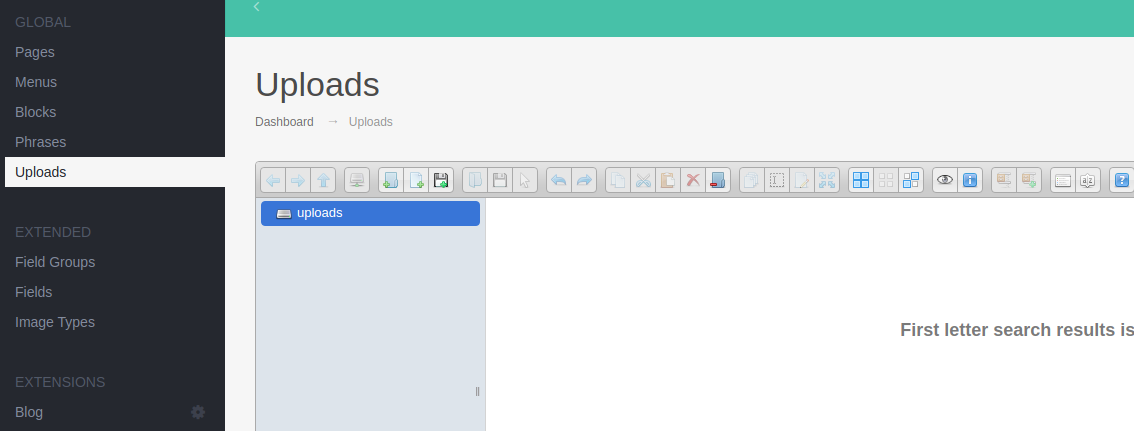 GLOBAL
Pages
Menus
Blocks
Phrases
Uploads
EXTENDED
Field Groups
Fields
Image Types
EXTENSIONS
Blog
Uploads
Dashboard → Uploads
uploads
First letter search results is